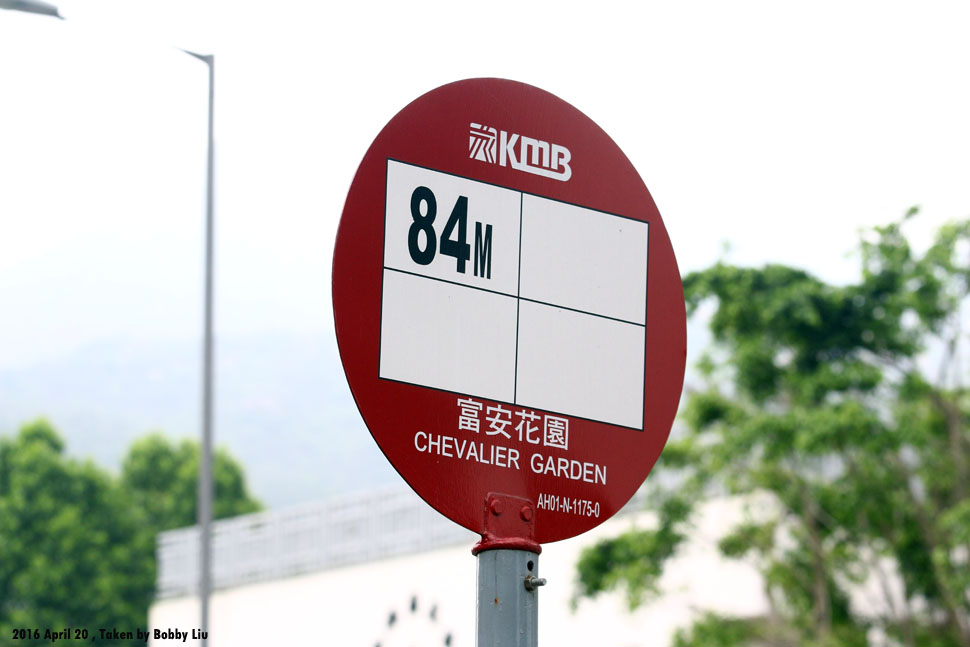 KMB
84M
富安花園
CHEVALIER GARDEN
AH01-N-1175-0
2016 April 20 , Taken by Bobby Liu